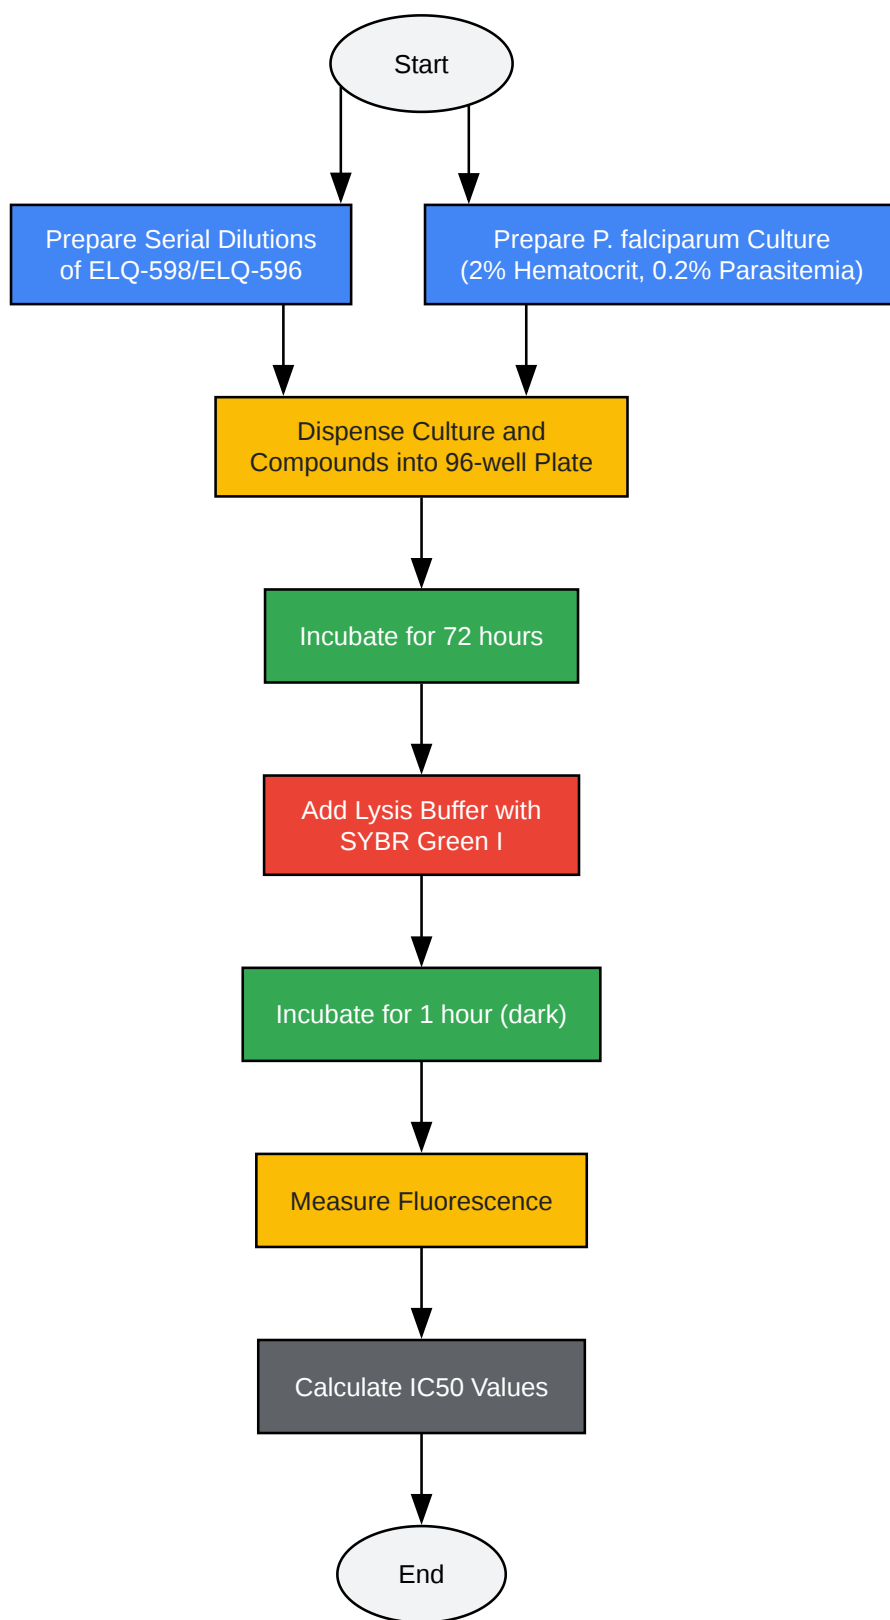 Start
Prepare Serial Dilutions
of ELQ-598/ELQ-596
Prepare P. falciparum Culture
(2% Hematocrit, 0.2% Parasitemia)
Dispense Culture and
Compounds into 96-well Plate
Incubate for 72 hours
Add Lysis Buffer with
SYBR Green I
Incubate for 1 hour (dark)
Measure Fluorescence
Calculate IC50 Values
End